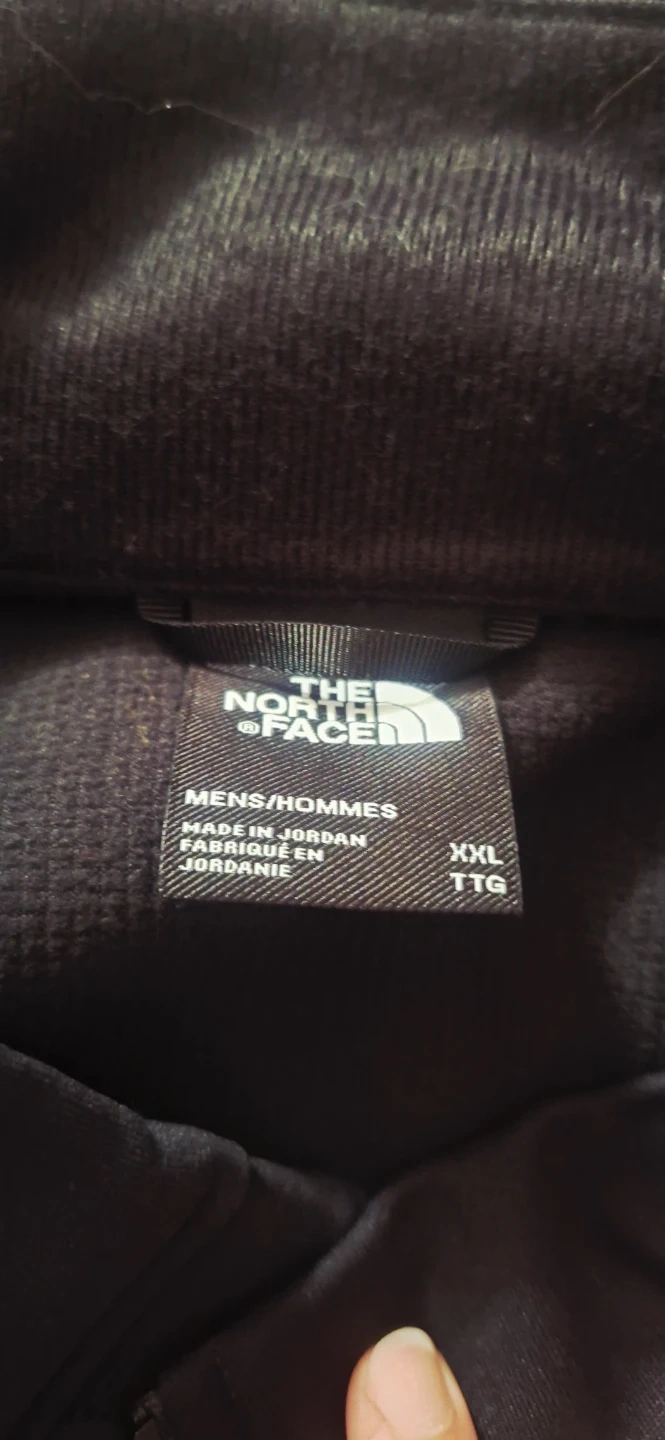 THE
NORTH
® FACE
MENS/HOMMES
MADE IN JORDAN
FABRIQUÉ EN
JORDANIE
XXL
TTG